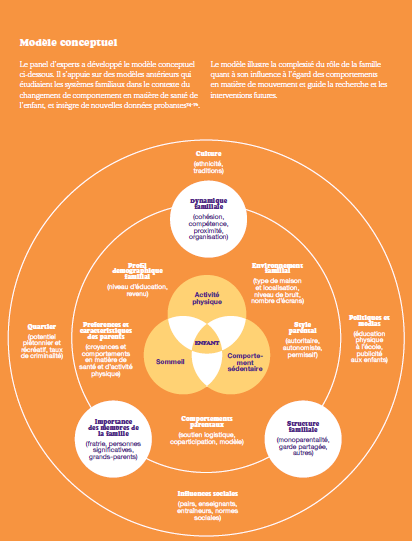 Modèle conceptuel
Le panel d'experts a développé le modèle conceptuel
ci-dessous. Il s'appuie sur des modèles antérieurs qui
étudiaient les systèmes familiaux dans le contexte du
changement de comportement en matière de santé de
l'enfant, et intègre de nouvelles données probantes
Le modèle illustre la complexité du rôle de la famille
quant à son influence à l'égard des comportements
en matière de mouvement et guide la recherche et les
interventions futures.
Culture
(ethnicité,
traditions)
Dynamique
familiale
(cohésion,
compétence,
proximité,
organisation)
Profil
démographique
familial
(niveau d'éducation,
revenu)
Environnement
familial
(type de maison
et localisation,
niveau de bruit,
nombre d'écrans)
Activité
physique
Quartier
(potentiel
piétonnier et
récréatif, taux
de criminalité)
Préférences et
caractéristiques
des parents
(croyances et
comportements
en matière de
santé et d'activité
physique)
ENFANT
Sommeil
Comporte-
ment
sédentaire
Style
parental
(autoritaire,
autonomiste,
permissif)
Politiques et
médias
(éducation
physique
à l'école,
publicité
aux enfants)
Importance
des membres de
la famille
(fratrie, personnes
significatives,
grands-parents)
Comportements
parentaux
(soutien logistique,
coparticipation, modèle)
Structure
familiale
(monoparentalité,
garde partagée,
autres)
Influences sociales
(pairs, enseignants,
entraîneurs, normes
sociales)